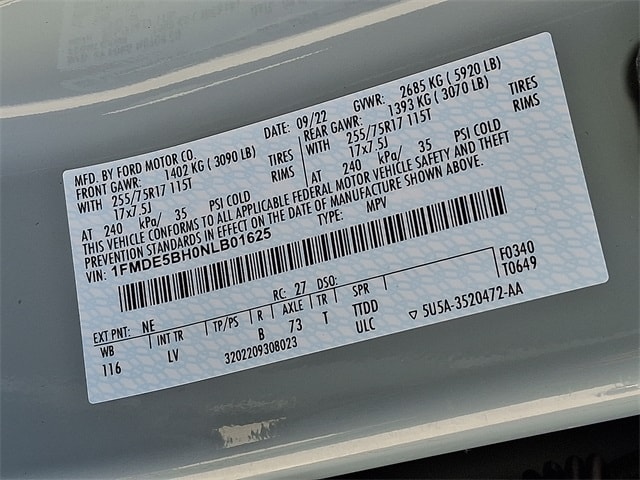 MFD. BY FORD MOTOR CO. DATE: 09/22 GVWR: 2685 KG ( 5920 LB)
FRONT GAWR: 1402 KG ( 3090 LB) REAR GAWR: 1393 KG ( 3070 LB)
WITH 255/75R17 115T TIRES WITH 255/75R17 115T TIRES
17x7.5J RIMS 17x7.5J RIMS
AT 240 kPa/ 35 PSI COLD AT 240 kPa/ 35 PSI COLD
THIS VEHICLE CONFORMS TO ALL APPLICABLE FEDERAL MOTOR VEHICLE SAFETY AND THEFT
PREVENTION STANDARDS IN EFFECT ON THE DATE OF MANUFACTURE SHOWN ABOVE.
VIN: 1FMDE5BH0NLB01625 TYPE: MPV
EXT PNT: NE RC: 27 DSO: F0340
WB INT TR TP/PS R AXLE TR SPR T0649
116 LV B 73 T TTDD
ULC ▽ 5U5A-3520472-AA
3202209308023